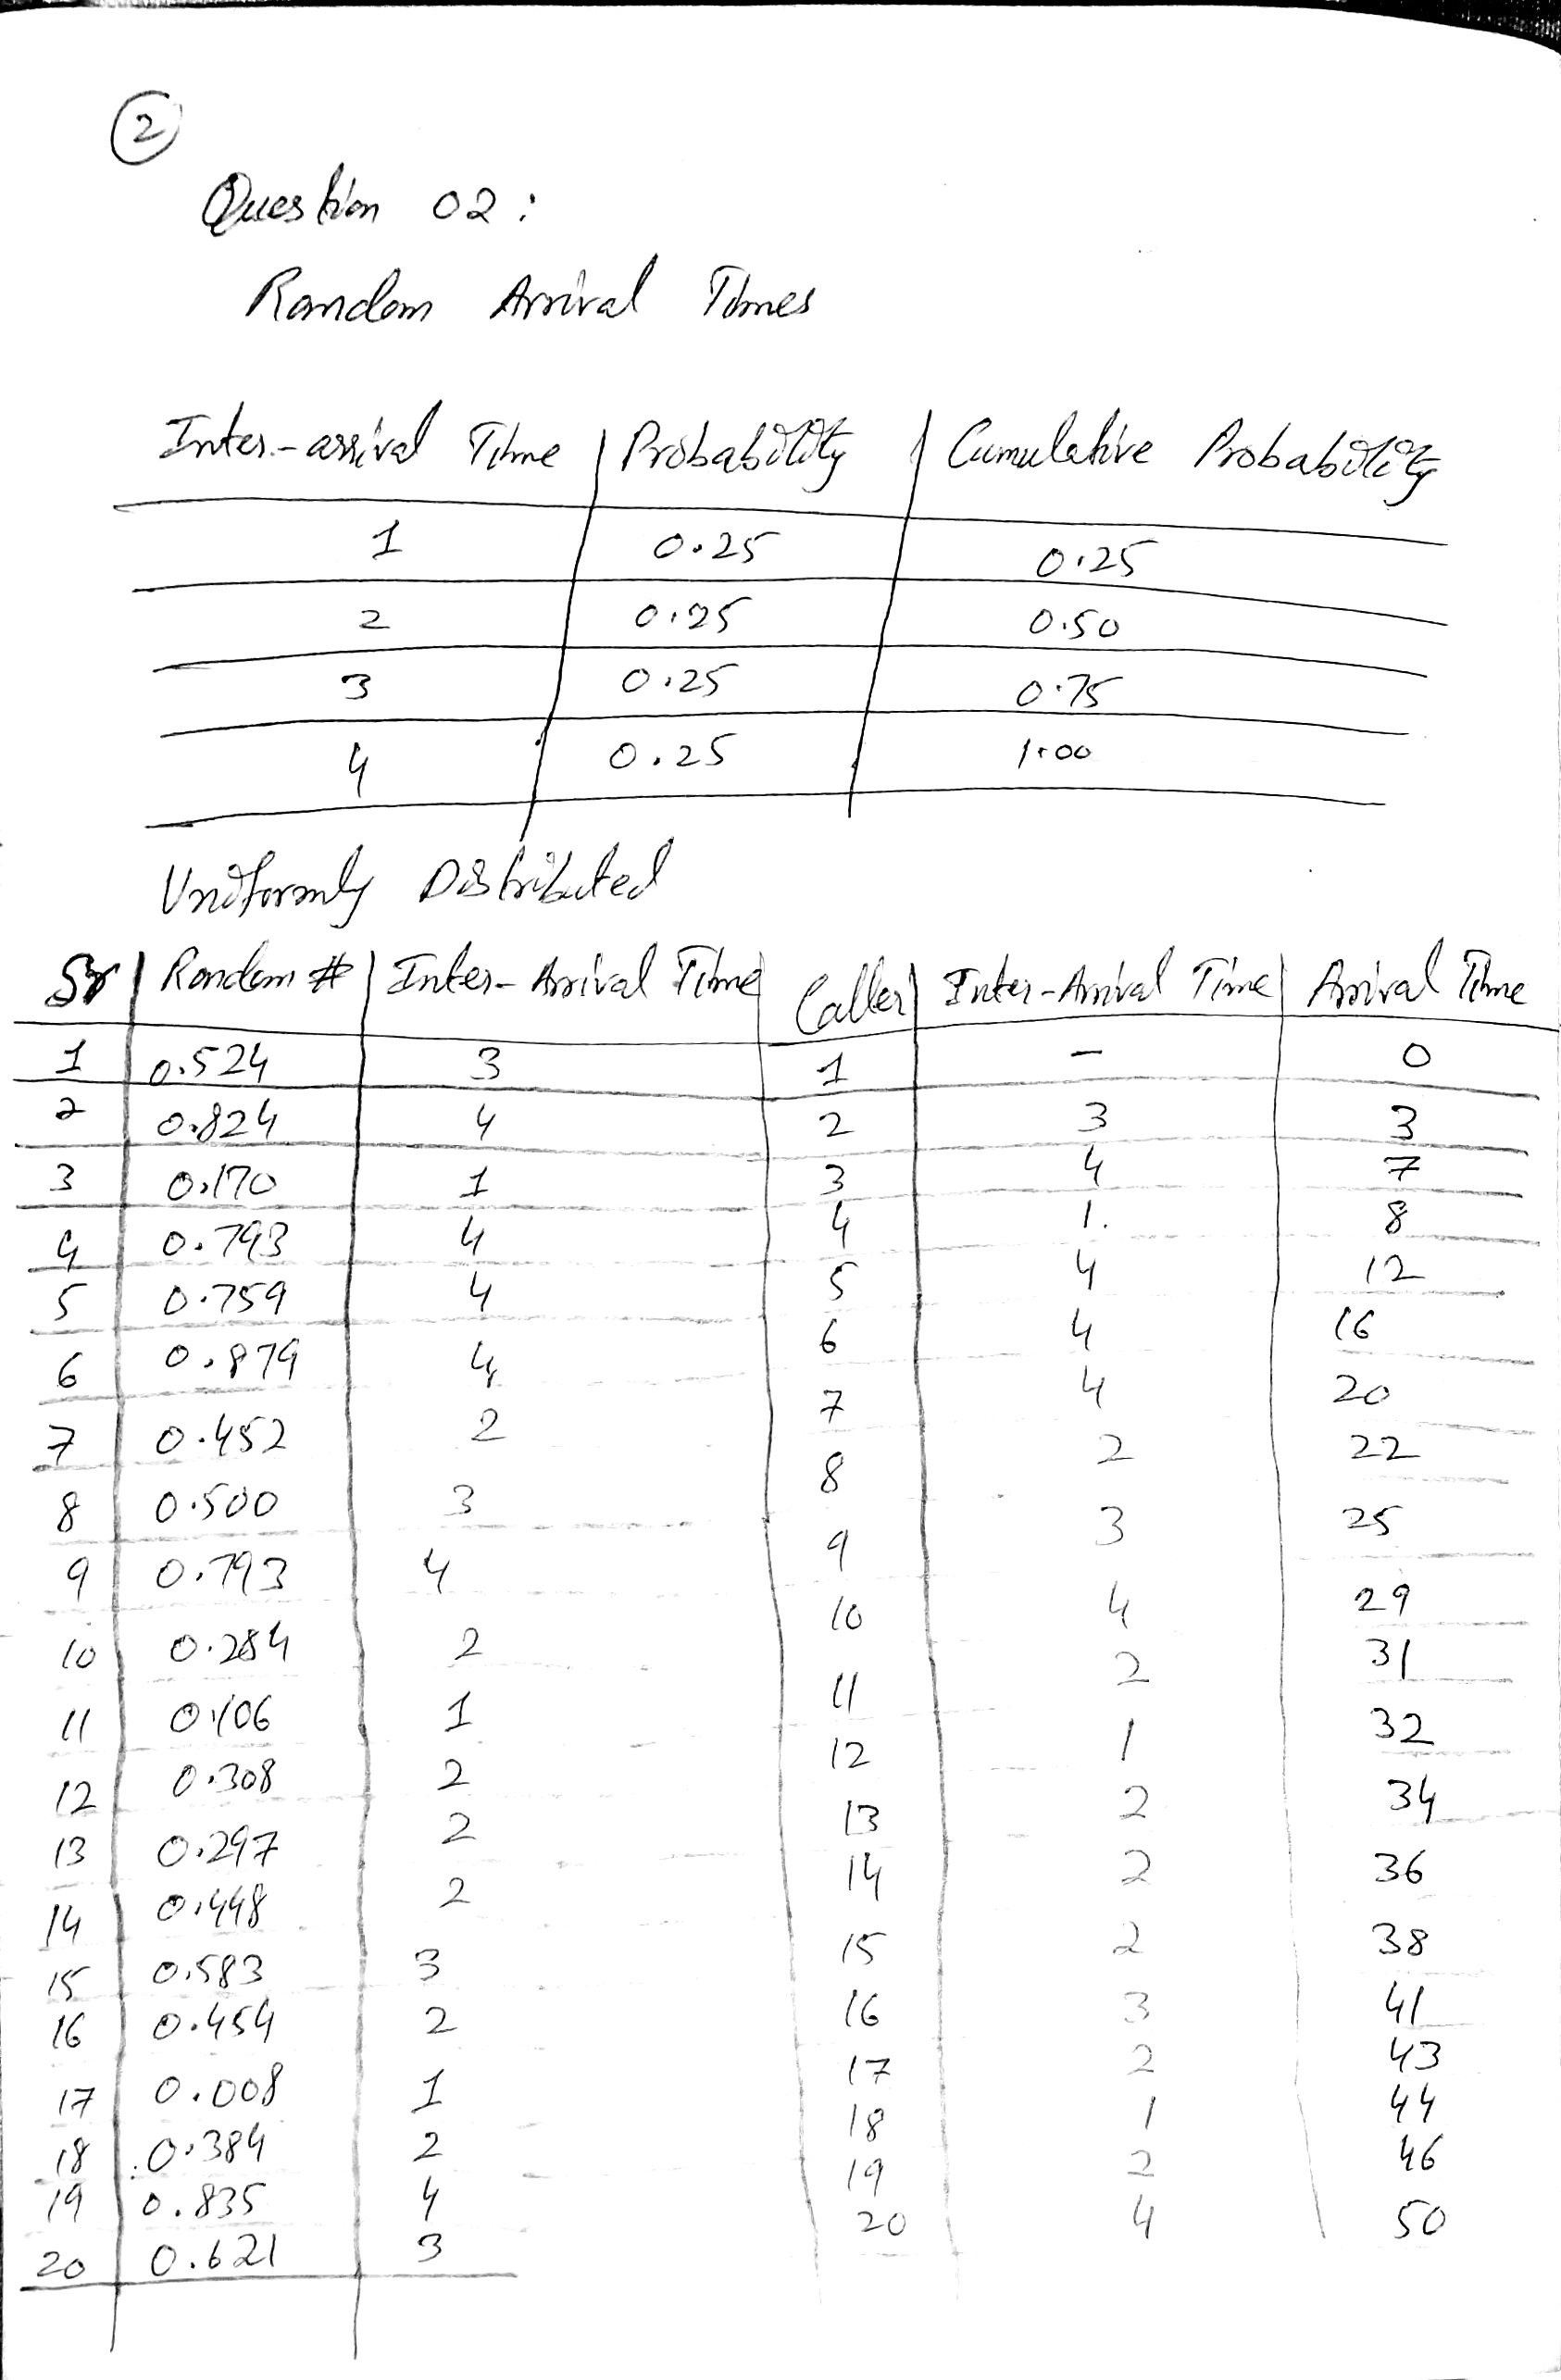 2
Question 02:
Random Arrival Times
Inter-arrival Time | Probability | Cumulative Probability
1 | 0.25 | 0.25
2 | 0.25 | 0.50
3 | 0.25 | 0.75
4 | 0.25 | 1.00
Uniformly Distributed
Sr | Random # | Inter-Arrival Time | Caller | Inter-Arrival Time | Arrival Time
1 | 0.524 | 3 | 1 | - | 0
2 | 0.824 | 4 | 2 | 3 | 3
3 | 0.170 | 1 | 3 | 4 | 7
4 | 0.793 | 4 | 4 | 1. | 8
5 | 0.759 | 4 | 5 | 4 | 12
6 | 0.879 | 4 | 6 | 4 | 16
7 | 0.452 | 2 | 7 | 4 | 20
8 | 0.500 | 3 | 8 | 2 | 22
9 | 0.793 | 4 | 9 | 3 | 25
10 | 0.284 | 2 | 10 | 4 | 29
11 | 0.106 | 1 | 11 | 2 | 31
12 | 0.308 | 2 | 12 | 1 | 32
13 | 0.297 | 2 | 13 | 2 | 34
14 | 0.448 | 2 | 14 | 2 | 36
15 | 0.583 | 3 | 15 | 2 | 38
16 | 0.454 | 2 | 16 | 3 | 41
17 | 0.008 | 1 | 17 | 2 | 43
18 | 0.384 | 2 | 18 | 1 | 44
19 | 0.835 | 4 | 19 | 2 | 46
20 | 0.621 | 3 | 20 | 4 | 50